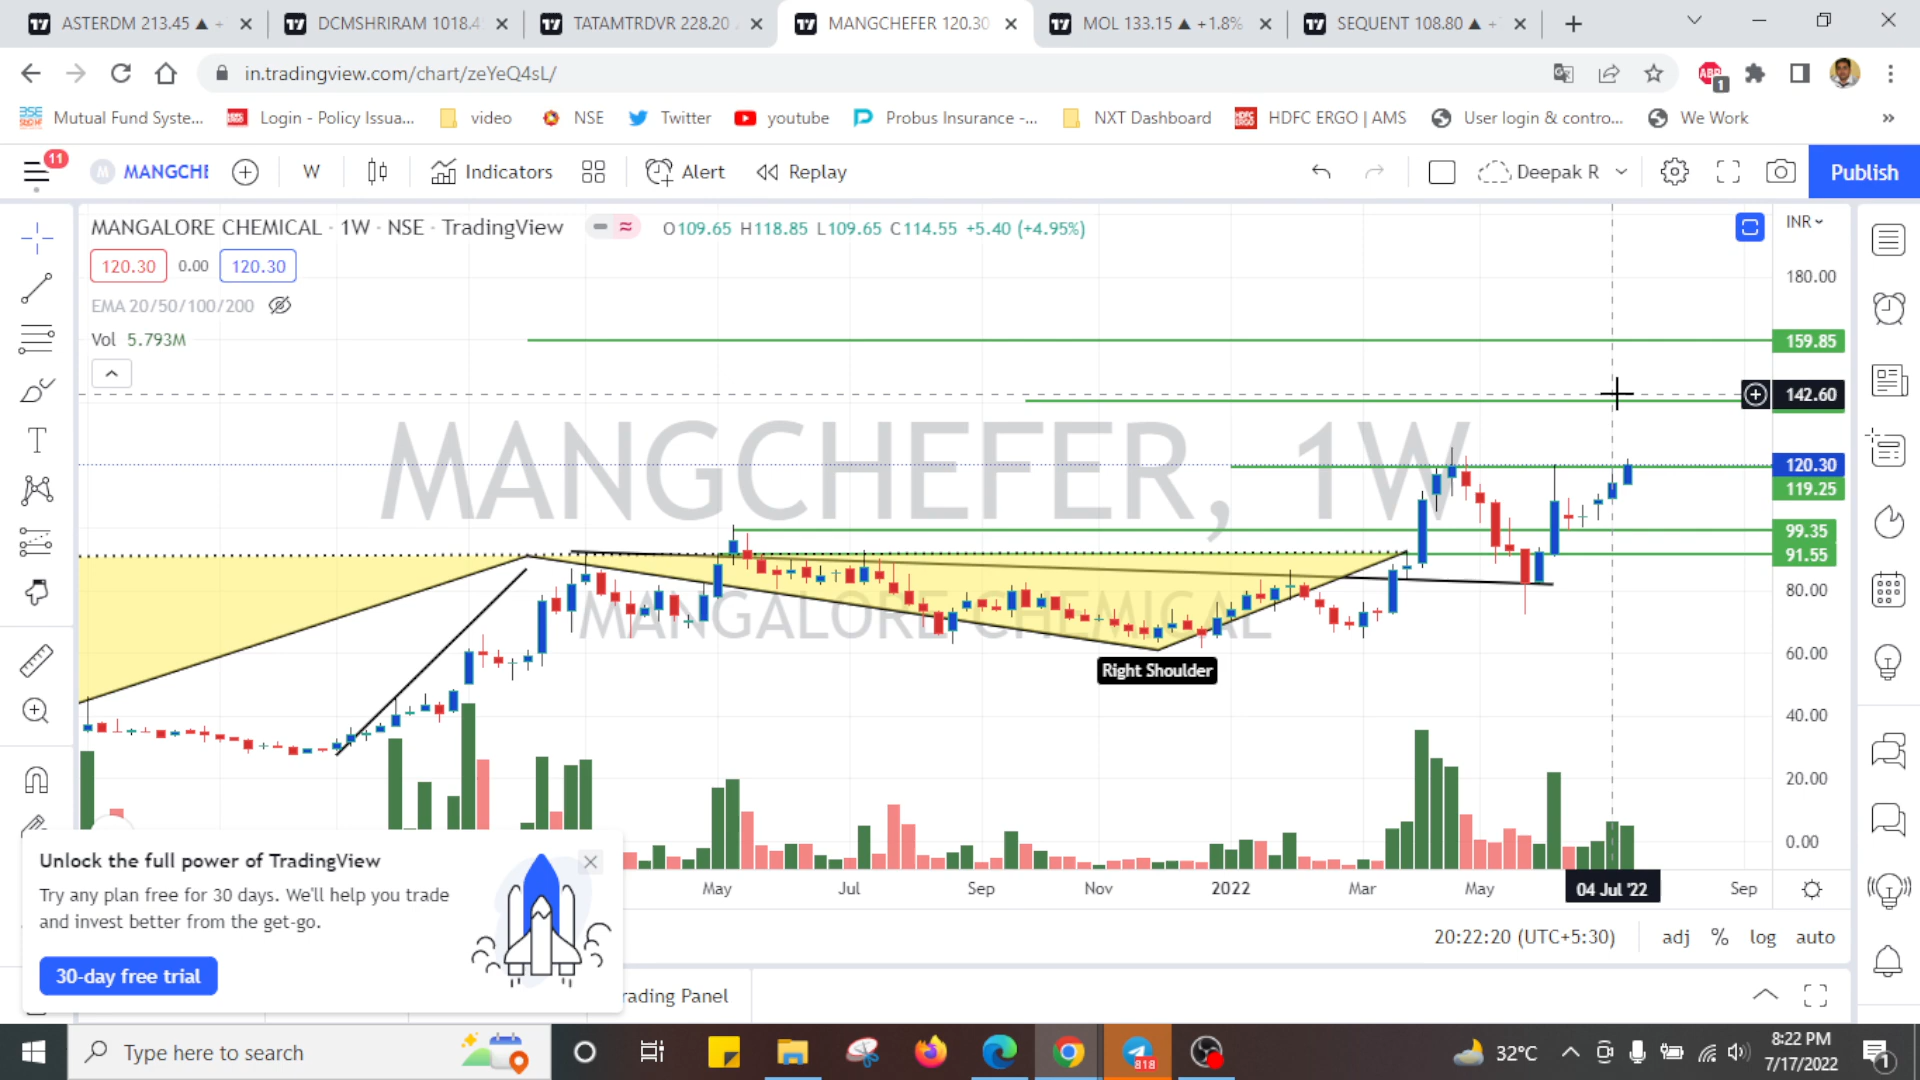 ASTERDM 213.45 ▲ +
DCMSHRIRAM 1018.4
TATAMTRDVR 228.20
MANGCHEFER 120.30
MOL 133.15 ▲ +1.8%
SEQUENT 108.80 ▲ +
in.tradingview.com/chart/zeYeQ4sL/
ABP
1
Mutual Fund Syste...
Login - Policy Issua...
video
NSE
Twitter
youtube
Probus Insurance -...
NXT Dashboard
HDFC ERGO | AMS
User login & contro...
We Work
»
11
M
MANGCHE
W
Indicators
Alert
Replay
Deepak R
Publish
MANGALORE CHEMICAL · 1W · NSE · TradingView
O109.65 H118.85 L109.65 C114.55 +5.40 (+4.95%)
INR
120.30
0.00
120.30
EMA 20/50/100/200
Vol 5.793M
MANGCHEFER, 1W
MANGALORE CHEMICAL
Right Shoulder
180.00
159.85
142.60
120.30
119.25
99.35
91.55
80.00
60.00
40.00
20.00
0.00
May
Jul
Sep
Nov
2022
Mar
May
04 Jul '22
Sep
20:22:20 (UTC+5:30)
adj
%
log
auto
Unlock the full power of TradingView
Try any plan free for 30 days. We'll help you trade
and invest better from the get-go.
30-day free trial
rading Panel
Type here to search
818
32°C
8:22 PM
7/17/2022
1